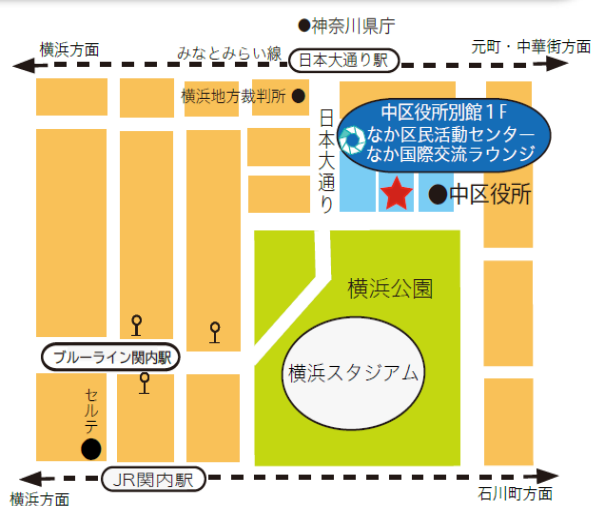 ●神奈川県庁
横浜方面
みなとみらい線
日本大通り駅
元町・中華街方面
横浜地方裁判所●
日本大通り
中区役所別館1F
なか区民活動センター
なか国際交流ラウンジ
●中区役所
横浜公園
横浜スタジアム
ブルーライン関内駅
セルテ
JR関内駅
横浜方面
石川町方面